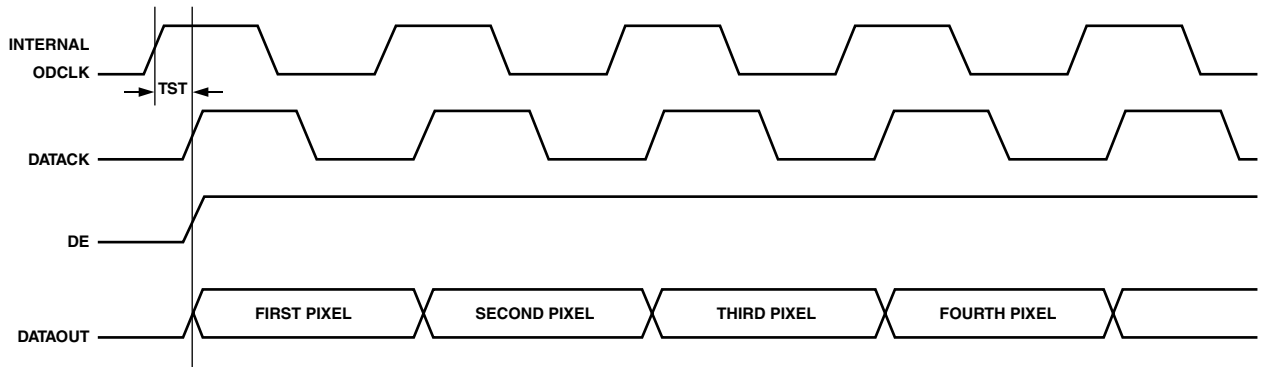 INTERNAL
ODCLK
TST
DATACK
DE
FIRST PIXEL SECOND PIXEL THIRD PIXEL FOURTH PIXEL
DATAOUT